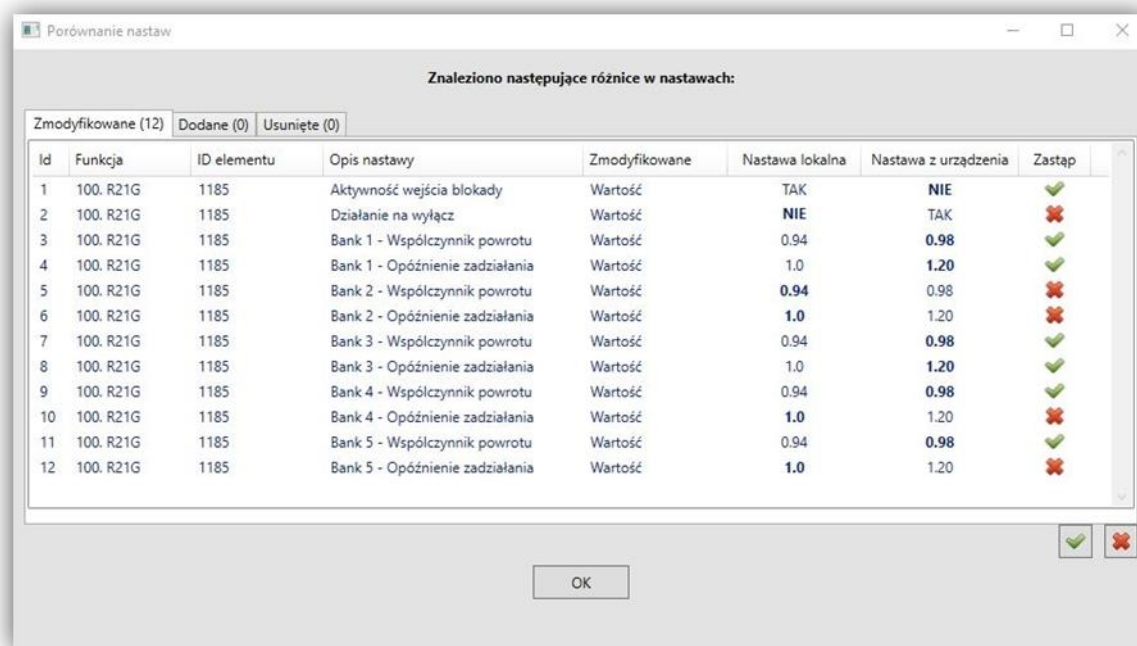 Porównanie nastaw
Znaleziono następujące różnice w nastawach:
Zmodyfikowane (12) Dodane (0) Usunięte (0)
Id Funkcja ID elementu Opis nastawy Zmodyfikowane Nastawa lokalna Nastawa z urządzenia Zastąp
1 100. R21G 1185 Aktywność wejścia blokady Wartość TAK NIE
2 100. R21G 1185 Działanie na wyłącz Wartość NIE TAK
3 100. R21G 1185 Bank 1 - Współczynnik powrotu Wartość 0.94 0.98
4 100. R21G 1185 Bank 1 - Opóźnienie zadziałania Wartość 1.0 1.20
5 100. R21G 1185 Bank 2 - Współczynnik powrotu Wartość 0.94 0.98
6 100. R21G 1185 Bank 2 - Opóźnienie zadziałania Wartość 1.0 1.20
7 100. R21G 1185 Bank 3 - Współczynnik powrotu Wartość 0.94 0.98
8 100. R21G 1185 Bank 3 - Opóźnienie zadziałania Wartość 1.0 1.20
9 100. R21G 1185 Bank 4 - Współczynnik powrotu Wartość 0.94 0.98
10 100. R21G 1185 Bank 4 - Opóźnienie zadziałania Wartość 1.0 1.20
11 100. R21G 1185 Bank 5 - Współczynnik powrotu Wartość 0.94 0.98
12 100. R21G 1185 Bank 5 - Opóźnienie zadziałania Wartość 1.0 1.20
OK